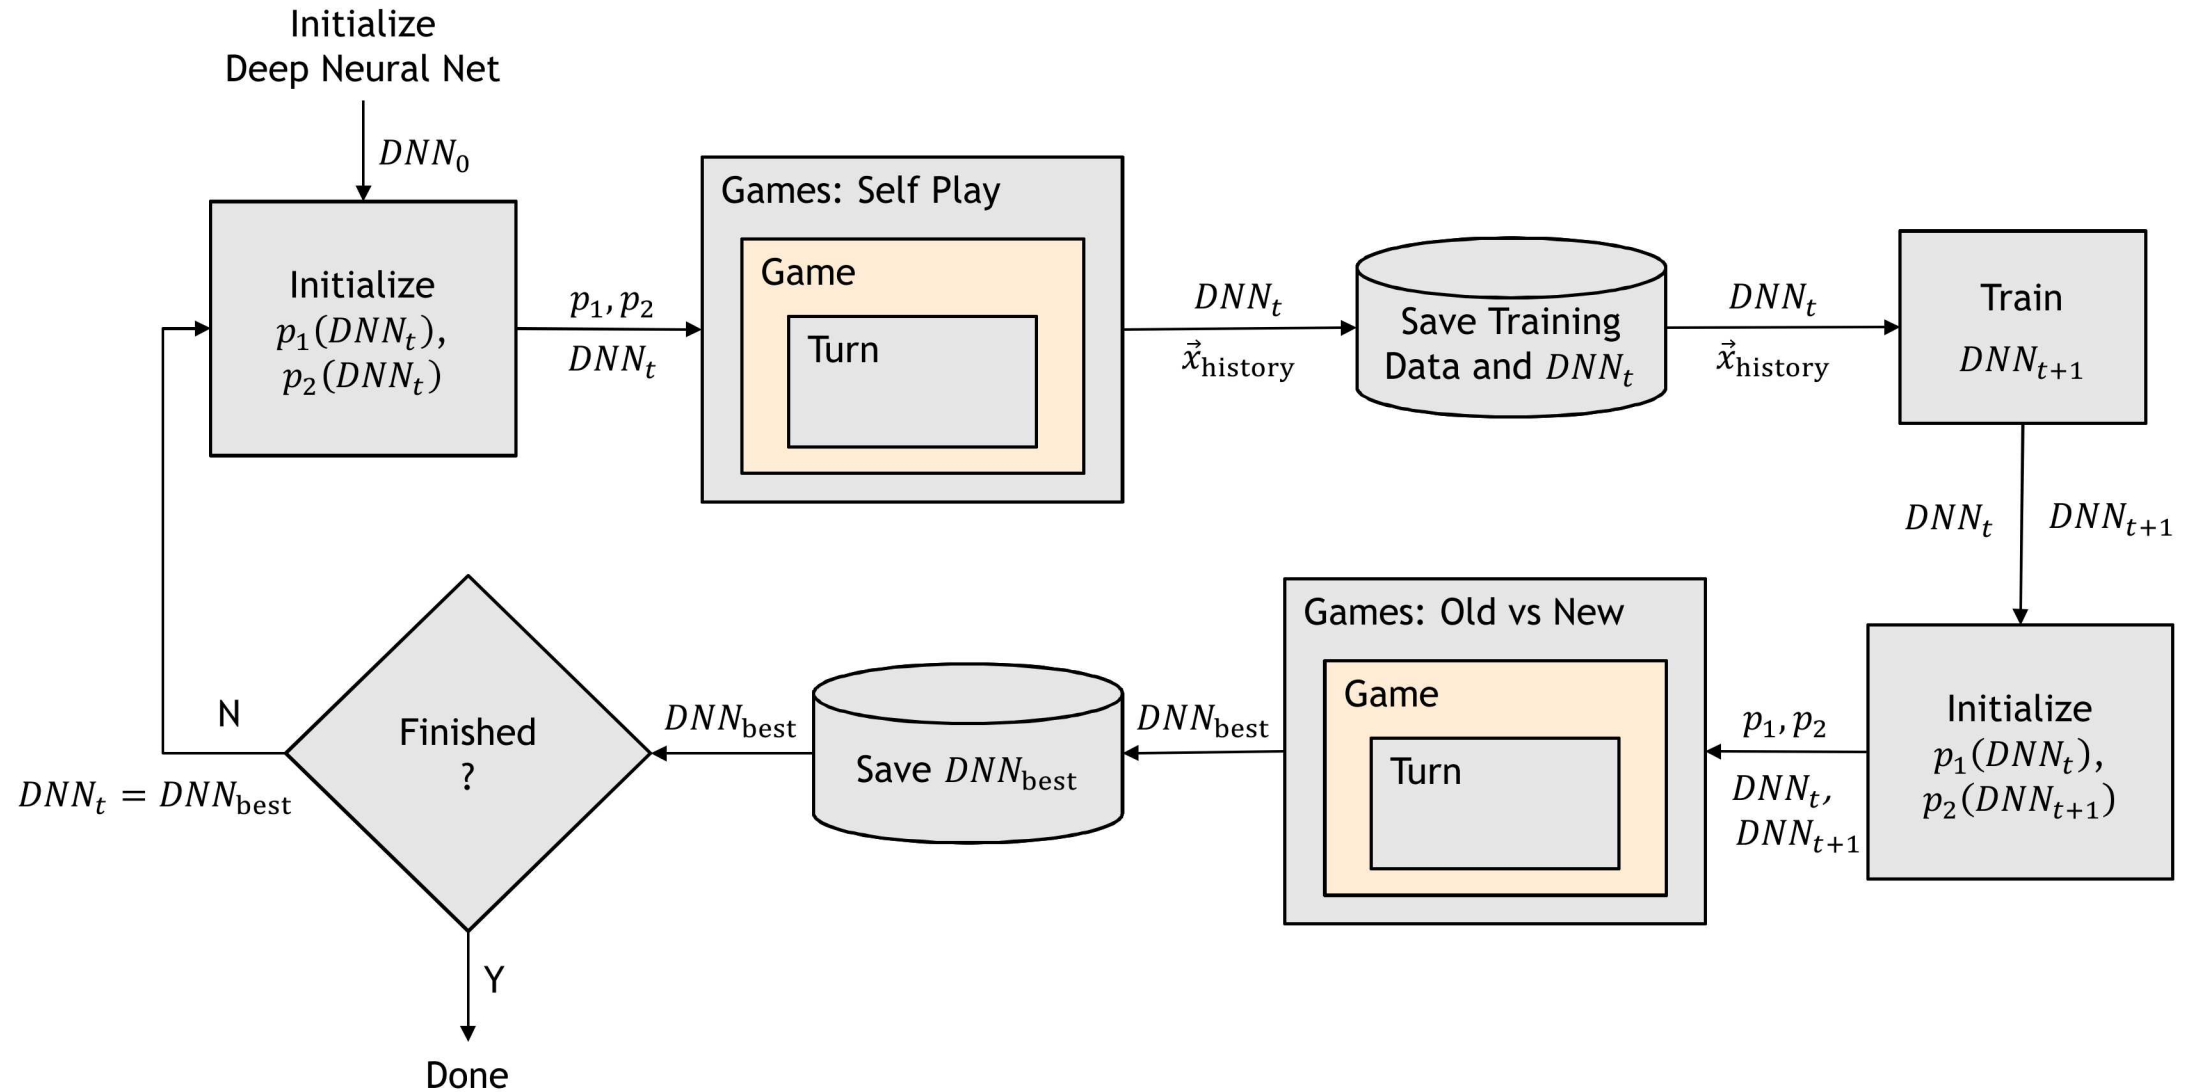 Initialize
Deep Neural Net
DNN₀
Initialize
p₁(DNNₜ),
p₂(DNNₜ)
p₁, p₂
DNNₜ
Games: Self Play
Game
Turn
DNNₜ
x⃗history
Save Training
Data and DNNₜ
DNNₜ
x⃗history
Train
DNNₜ₊₁
DNNₜ
DNNₜ₊₁
Initialize
p₁(DNNₜ),
p₂(DNNₜ₊₁)
p₁, p₂
DNNₜ,
DNNₜ₊₁
Games: Old vs New
Game
Turn
DNNbest
Save DNNbest
DNNbest
Finished
?
N
DNNₜ = DNNbest
Y
Done